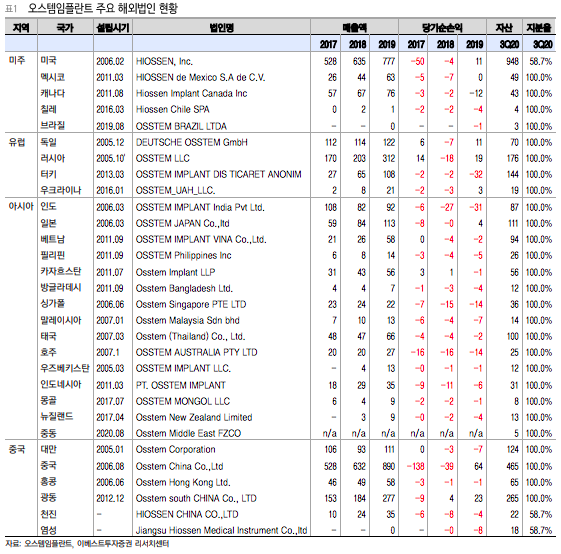 표1 오스템임플란트 주요 해외법인 현황
지역 국가 설립시기 법인명 매출액 당기순손익 자산 지분율
2017 2018 2019 2017 2018 2019 3Q20 3Q20
미주 미국 2006.02 HIOSSEN, Inc. 528 635 777 -50 -4 11 948 58.7%
멕시코 2011.03 HIOSSEN de Mexico S.A de C.V. 26 44 63 -5 -7 0 49 100.0%
캐나다 2011.08 Hiossen Implant Canada Inc 57 67 76 -3 -2 -12 43 100.0%
칠레 2016.03 Hiossen Chile SPA 0 2 1 -2 -2 -2 4 100.0%
브라질 2019.08 OSSTEM BRAZIL LTDA - - 0 -1 3 100.0%
유럽 독일 2005.12 DEUTSCHE OSSTEM GmbH 112 114 122 6 -7 11 70 100.0%
러시아 2005.10' OSSTEM LLC 170 203 312 14 -18 19 176 100.0%
터키 2013.03 OSSTEM IMPLANT DIS TICARET ANONIM 27 65 108 -2 -2 -32 144 100.0%
우크라이나 2016.01 OSSTEM_UAH_LLC. 2 8 21 -2 -3 3 19 100.0%
아시아 인도 2006.03 OSSTEM IMPLANT India Pvt Ltd. 108 82 92 -6 -27 -31 87 100.0%
일본 2006.03 OSSTEM JAPAN Co.,ltd 59 84 113 -8 -0 4 111 100.0%
베트남 2011.09 OSSTEM IMPLANT VINA Co.,LTD. 21 26 58 0 -4 -2 94 100.0%
필리핀 2011.09 OSSTEM Philippines Inc 6 8 14 -3 -4 -5 26 100.0%
카자흐스탄 2011.07 Osstem Implant LLP 31 43 56 3 1 -1 56 100.0%
방글라데시 2011.09 Osstem Bangladesh Ltd. 4 7 7 -1 -3 -4 12 100.0%
싱가폴 2006.06 Osstem Singapore PTE LTD 23 24 22 -7 -15 -14 36 100.0%
말레이시아 2007.01 Osstem Malaysia Sdn bhd 7 10 13 -6 -4 -7 14 100.0%
태국 2007.03 Osstem (Thailand) Co., Ltd. 48 47 66 -4 -4 -2 100 100.0%
호주 2007.1 OSSTEM AUSTRALIA PTY LTD 20 20 27 -16 -16 -14 25 100.0%
우즈베키스탄 2005.03 OSSTEM IMPLANT LLC. - 4 13 -0 -1 -1 12 100.0%
인도네시아 2011.03 PT. OSSTEM IMPLANT 18 29 35 -9 -11 -6 31 100.0%
몽골 2017.07 OSSTEM MONGOL LLC 6 4 9 -2 -2 -1 8 100.0%
뉴질랜드 2017.04 Osstem New Zealand Limited - 3 9 -0 -2 -4 13 100.0%
중동 2020.08 Osstem Middle East FZCO n/a n/a n/a n/a n/a n/a 5 100.0%
중국 대만 2005.01 Osstem Corporation 106 93 111 0 -3 -7 124 100.0%
중국 2006.08 Osstem China Co.,Ltd 528 632 890 -138 -39 64 465 100.0%
홍콩 2006.06 Osstem Hong Kong Ltd. 46 49 58 -3 -1 -1 65 100.0%
광동 2012.12 Osstem south CHINA Co., LTD 153 184 277 -9 4 23 265 100.0%
천진 - HIOSSEN CHINA CO., LTD 10 24 35 -6 -8 -4 22 58.7%
염성 - Jiangsu Hiossen Medical Instrument Co.,ltd - - -0 -8 18 58.7%
자료: 오스템임플란트, 이베스트투자증권 리서치센터